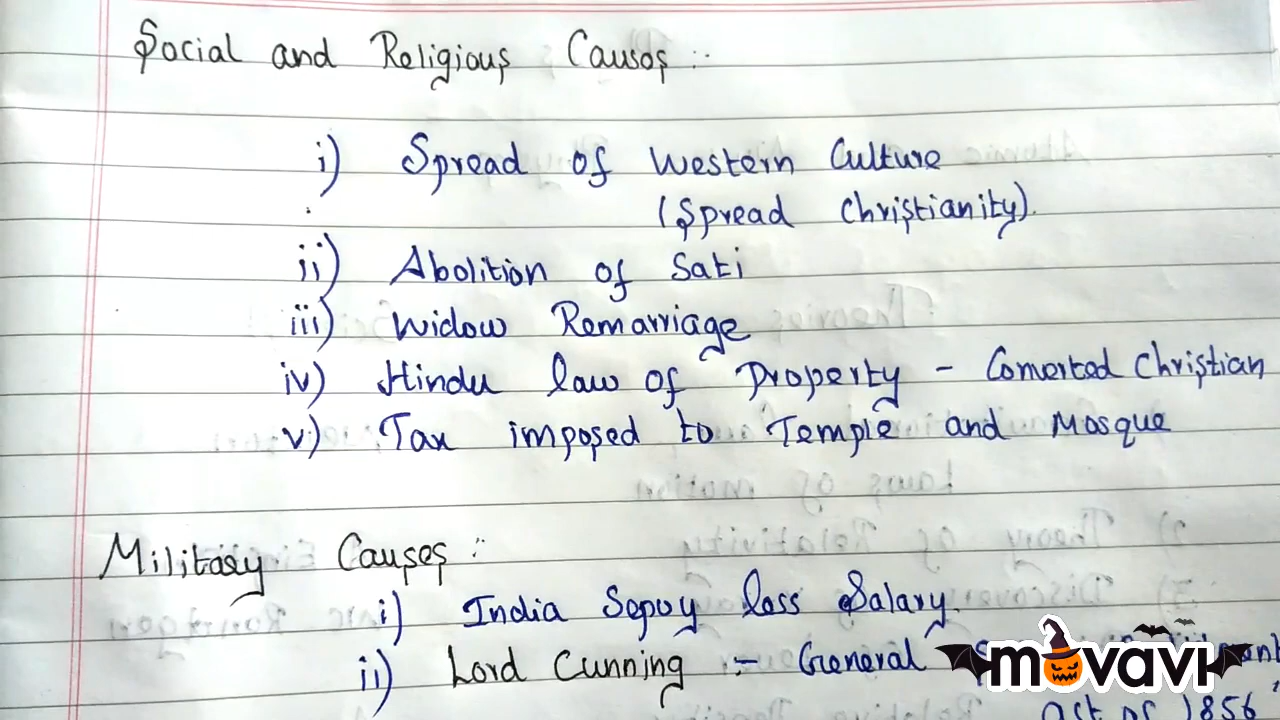 Social and Religious Causes :-
i) Spread of Western Culture
(Spread Christianity).
ii) Abolition of Sati
iii) Widow Remarriage
iv) Hindu law of Property - Converted Christian
v) Tax imposed to Temple and Mosque
Military Causes :-
i) India Sepoy less Salary.
ii) Lord Cunning :- General
act of 1856
movavi